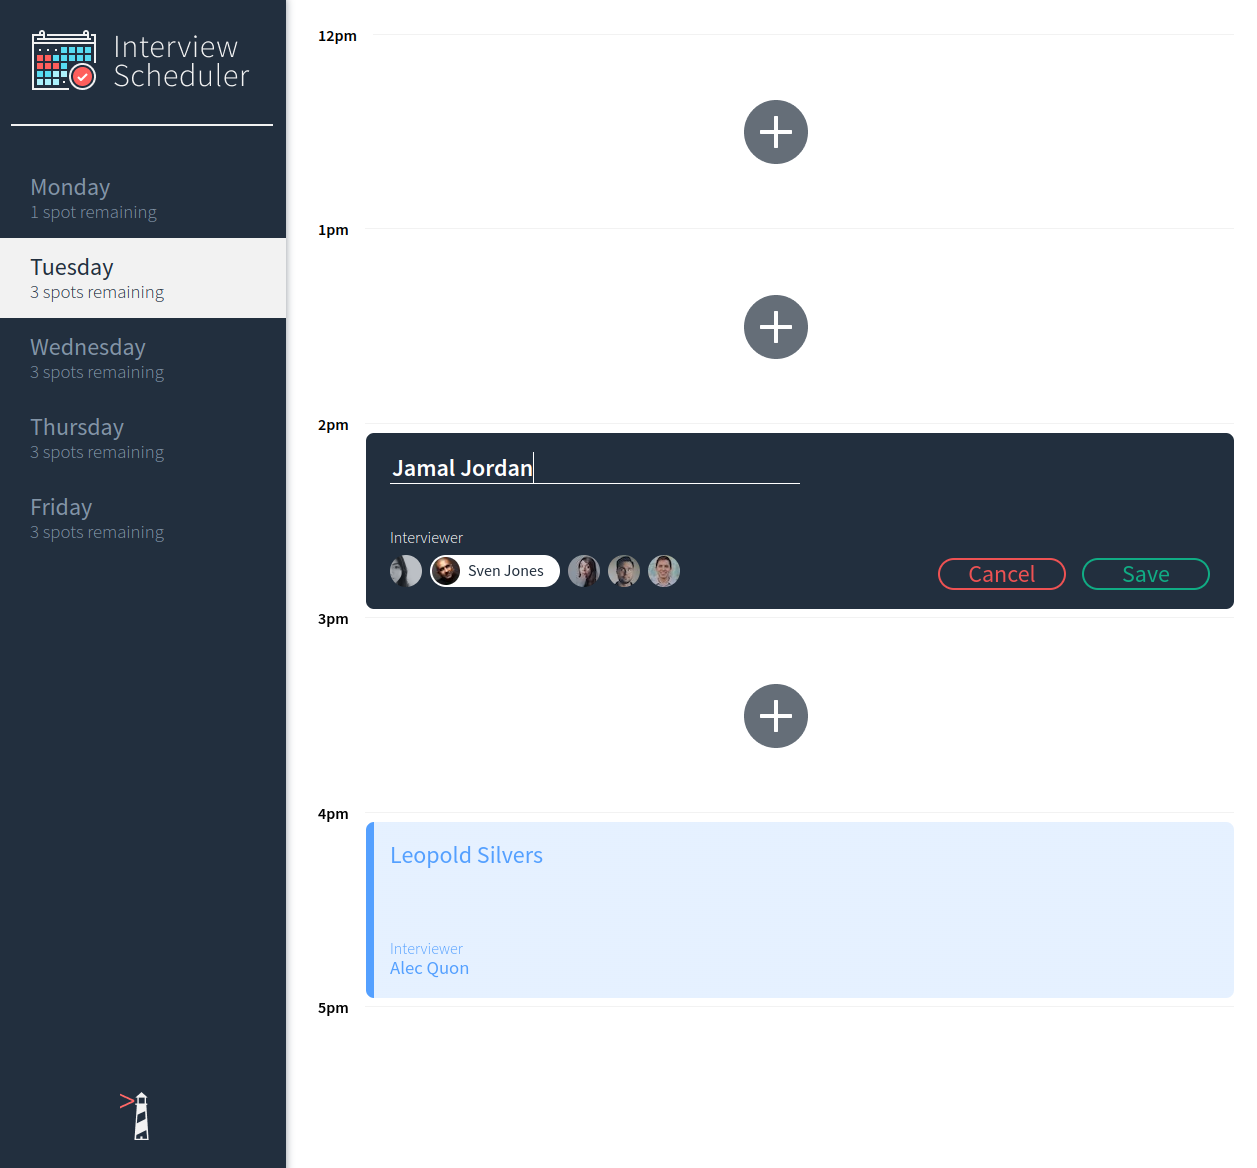 Interview
Scheduler
Monday
1 spot remaining
Tuesday
3 spots remaining
Wednesday
3 spots remaining
Thursday
3 spots remaining
Friday
3 spots remaining
12pm
1pm
2pm
Jamal Jordan
Interviewer
Sven Jones
Cancel
Save
3pm
4pm
Leopold Silvers
Interviewer
Alec Quon
5pm